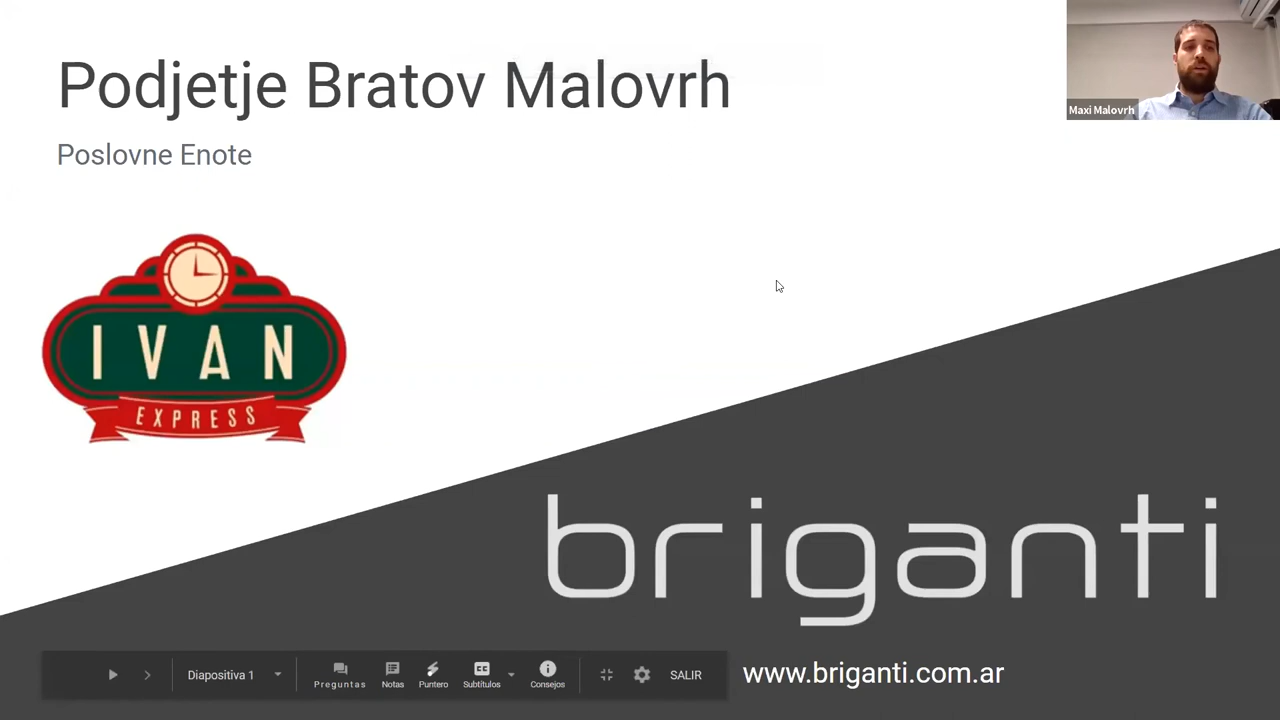 Podjetje Bratov Malovrh
Poslovne Enote
Maxi Malovrh
IVAN
EXPRESS
briganti
www.briganti.com.ar
Diapositiva 1
Preguntas
Notas
Puntero
CC
Subtítulos
Consejos
SALIR